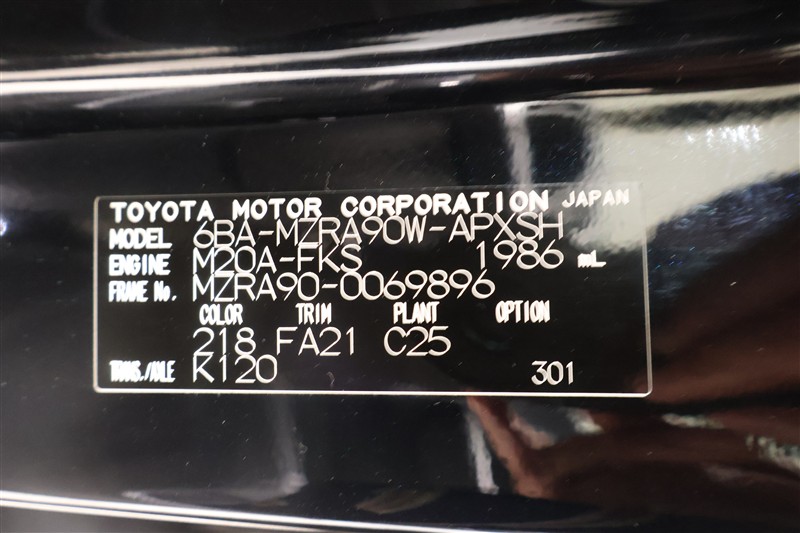 TOYOTA MOTOR CORPORATION JAPAN
MODEL 6BA-MZRA90W-APXSH
ENGINE M20A-FKS 1986 mL
FRAME No. MZRA90-0069896
COLOR TRIM PLANT OPTION
218 FA21 C25
TRANS./AXLE K120 301